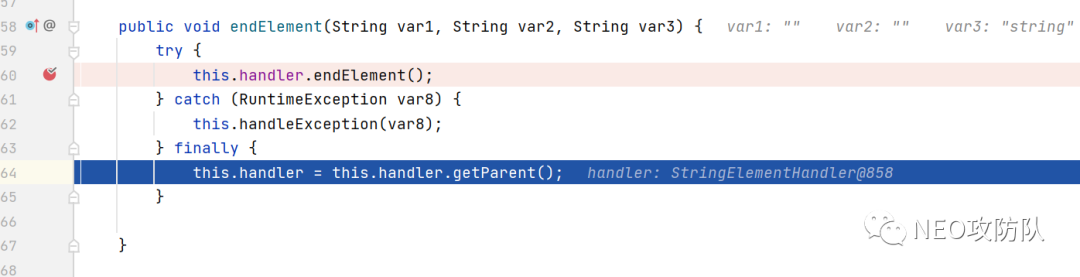 57
58 public void endElement(String var1, String var2, String var3) { var1: "" var2: "" var3: "string"
59 try {
60 this.handler.endElement();
61 } catch (RuntimeException var8) {
62 this.handleException(var8);
63 } finally {
64 this.handler = this.handler.getParent(); handler: StringElementHandler@858
65 }
66
67 }
68
NEO攻防队